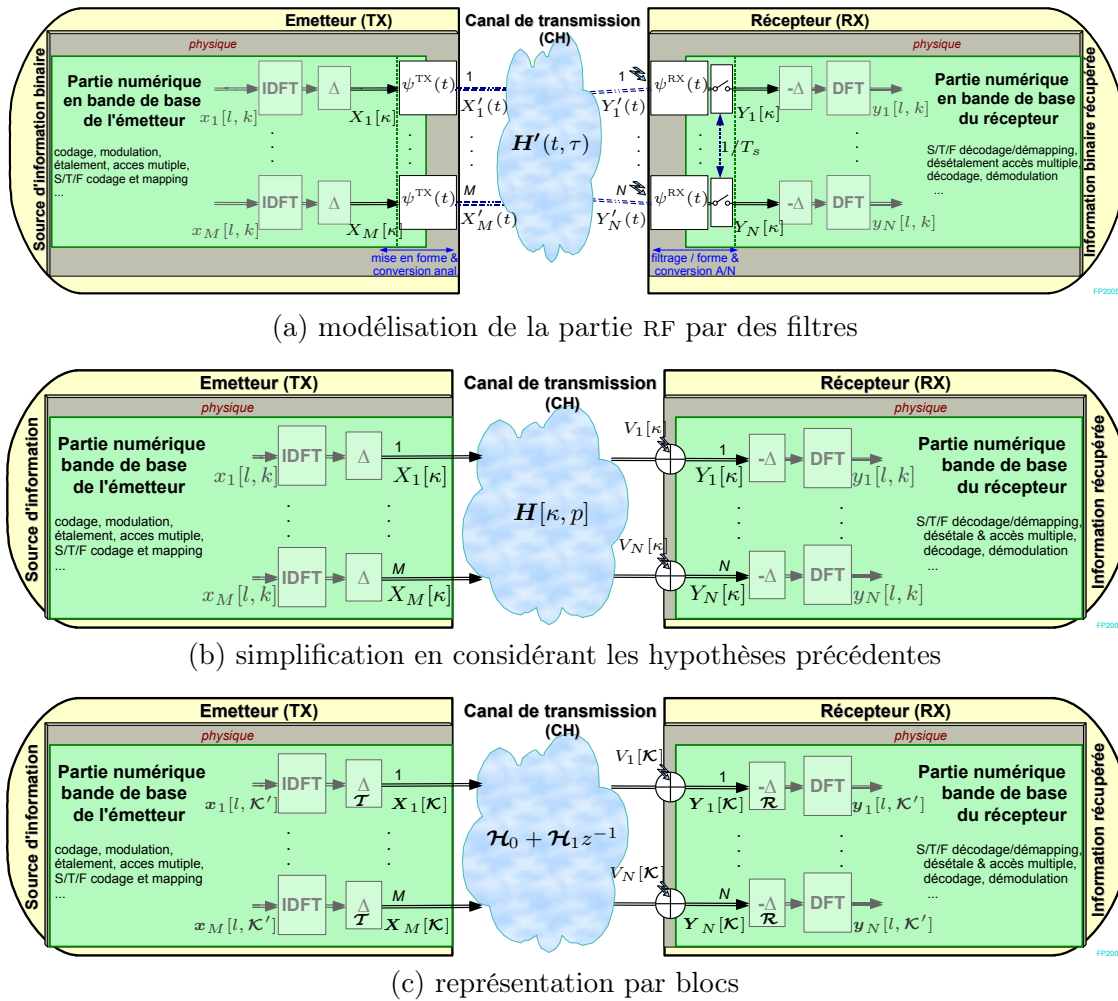 Emetteur (TX)
Canal de transmission
(CH)
Récepteur (RX)
physique
physique
Source d'information binaire
Partie numérique
en bande de base
de l'émetteur
codage, modulation,
étalement, acces mutiple,
S/T/F codage et mapping
...
x_1[l, k]
IDFT
Δ
X_1[κ]
ψ^TX(t)
1
X'_1(t)
x_M[l, k]
IDFT
Δ
X_M[κ]
ψ^TX(t)
M
X'_M(t)
mise en forme &
conversion anal
H'(t, τ)
1
Y'_1(t)
ψ^RX(t)
Y_1[κ]
-Δ
DFT
y_1[l, k]
1/T_s
N
Y'_N(t)
ψ^RX(t)
Y_N[κ]
-Δ
DFT
y_N[l, k]
filtrage / forme &
conversion A/N
Partie numérique
en bande de base
du récepteur
S/T/F décodage/démapping,
désétalement accès multiple,
décodage, démodulation
...
Information binaire récupérée
FP2005
(a) modélisation de la partie RF par des filtres
Emetteur (TX)
Canal de transmission
(CH)
Récepteur (RX)
physique
physique
Source d'information
Partie numérique
bande de base
de l'émetteur
codage, modulation,
étalement, acces mutiple,
S/T/F codage et mapping
...
x_1[l, k]
IDFT
Δ
1
X_1[κ]
x_M[l, k]
IDFT
Δ
M
X_M[κ]
H[κ, p]
V_1[κ]
1
Y_1[κ]
-Δ
DFT
y_1[l, k]
V_N[κ]
N
Y_N[κ]
-Δ
DFT
y_N[l, k]
Partie numérique
bande de base
du récepteur
S/T/F décodage/démapping,
désétale & accès multiple,
décodage, démodulation
...
Information récupérée
FP200
(b) simplification en considérant les hypothèses précédentes
Emetteur (TX)
Canal de transmission
(CH)
Récepteur (RX)
physique
physique
Source d'information
Partie numérique
bande de base
de l'émetteur
codage, modulation,
étalement, acces mutiple,
S/T/F codage et mapping
...
x_1[l, K']
IDFT
Δ
T
1
X_1[K]
x_M[l, K']
IDFT
Δ
T
M
X_M[K]
H_0 + H_1 z^{-1}
V_1[K]
1
Y_1[K]
-Δ
R
DFT
y_1[l, K']
V_N[K]
N
Y_N[K]
-Δ
R
DFT
y_N[l, K']
Partie numérique
bande de base
du récepteur
S/T/F décodage/démapping,
désétale & accès multiple,
décodage, démodulation
...
Information récupérée
FP200
(c) représentation par blocs